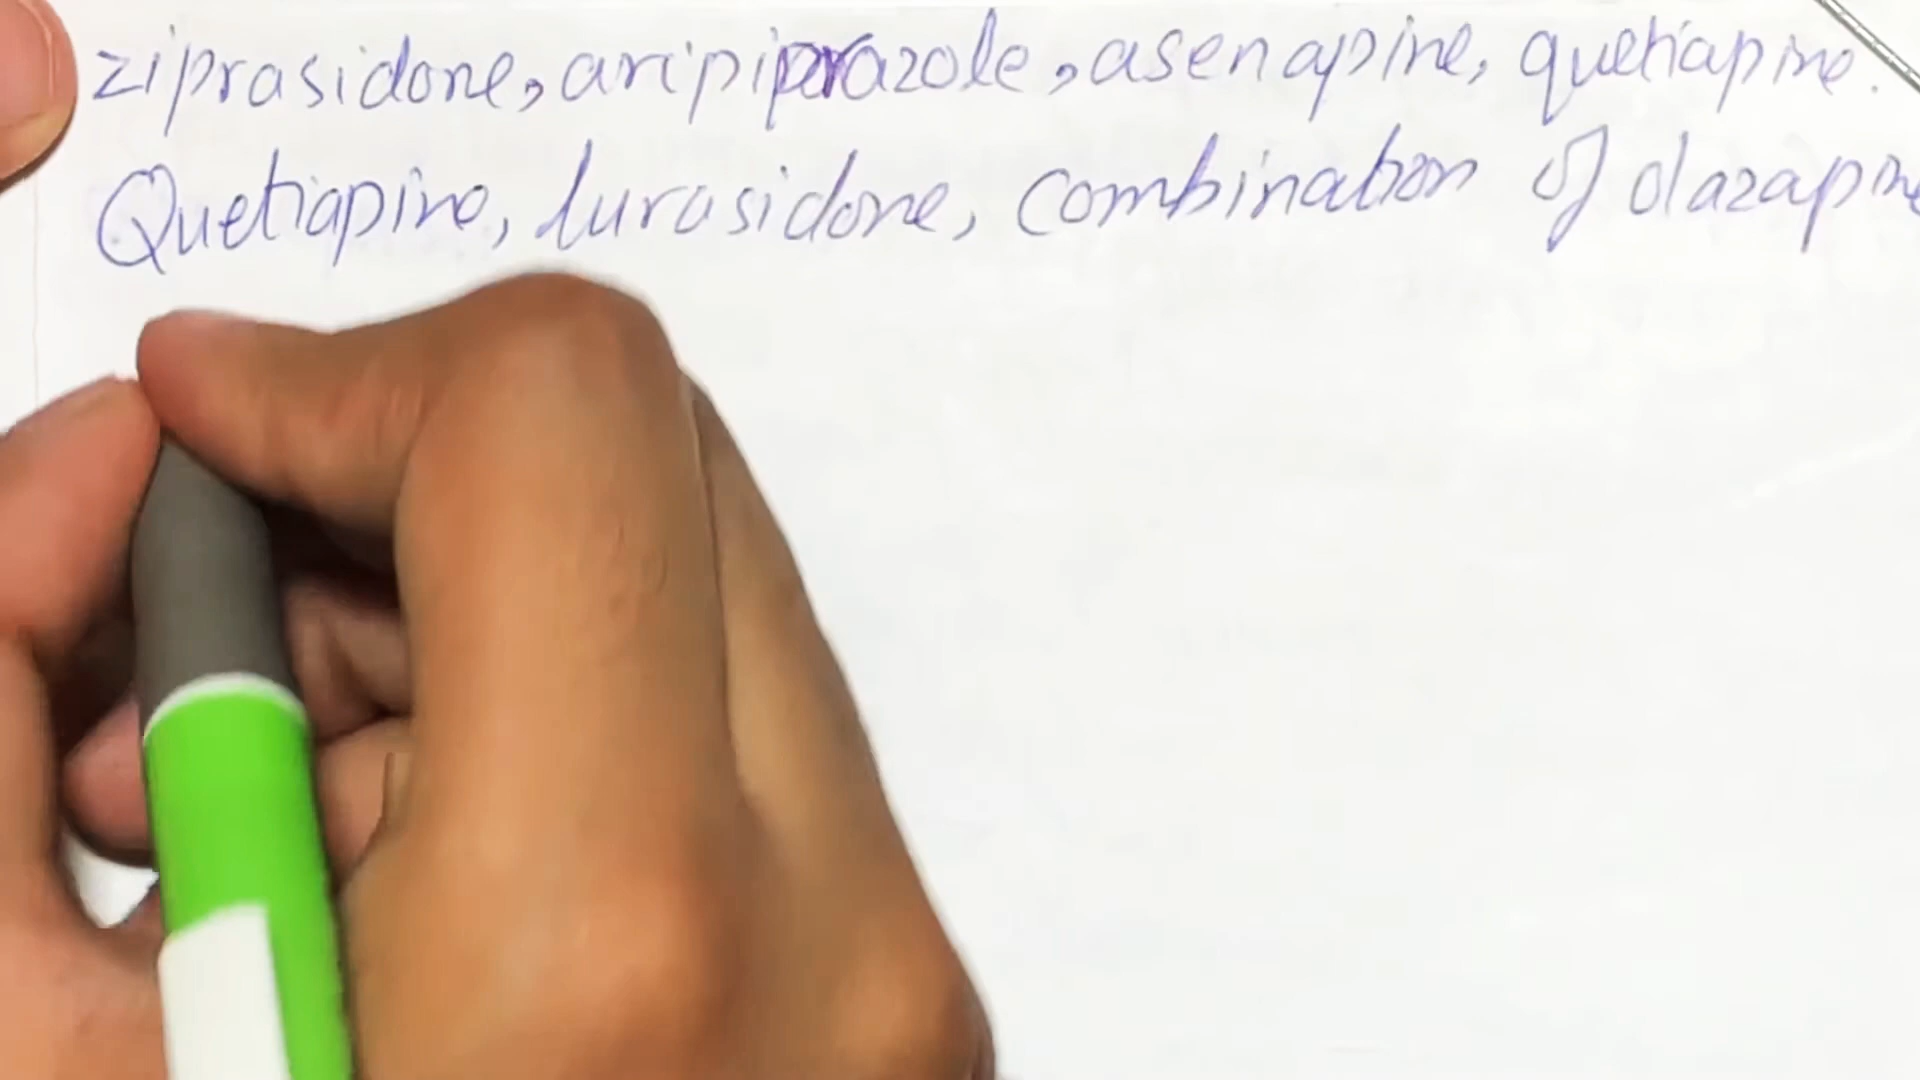 ziprasidone, aripiprazole, asenapine, quetiapine.
Quetiapine, lurasidone, combination of olazapine